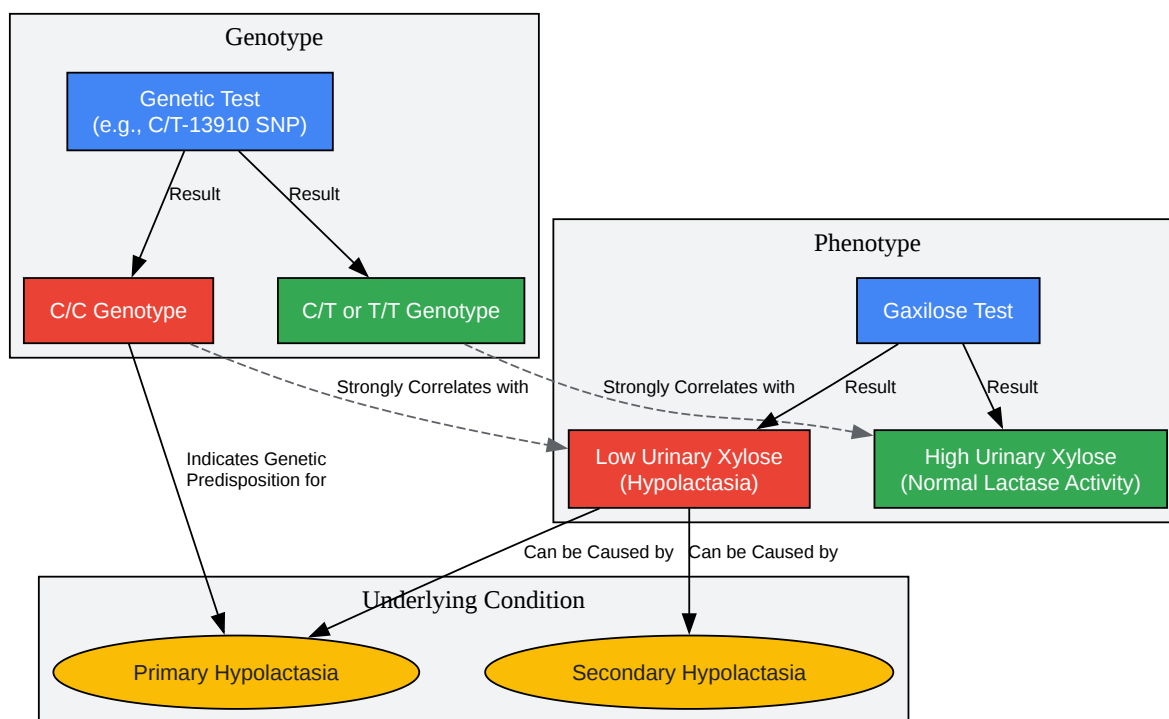 Genotype
Genetic Test
(e.g., C/T-13910 SNP)
Result
Result
C/C Genotype
C/T or T/T Genotype
Phenotype
Gaxilose Test
Strongly Correlates with
Strongly Correlates with
Result
Result
Indicates Genetic
Predisposition for
Low Urinary Xylose
(Hypolactasia)
High Urinary Xylose
(Normal Lactase Activity)
Can be Caused by
Can be Caused by
Underlying Condition
Primary Hypolactasia
Secondary Hypolactasia